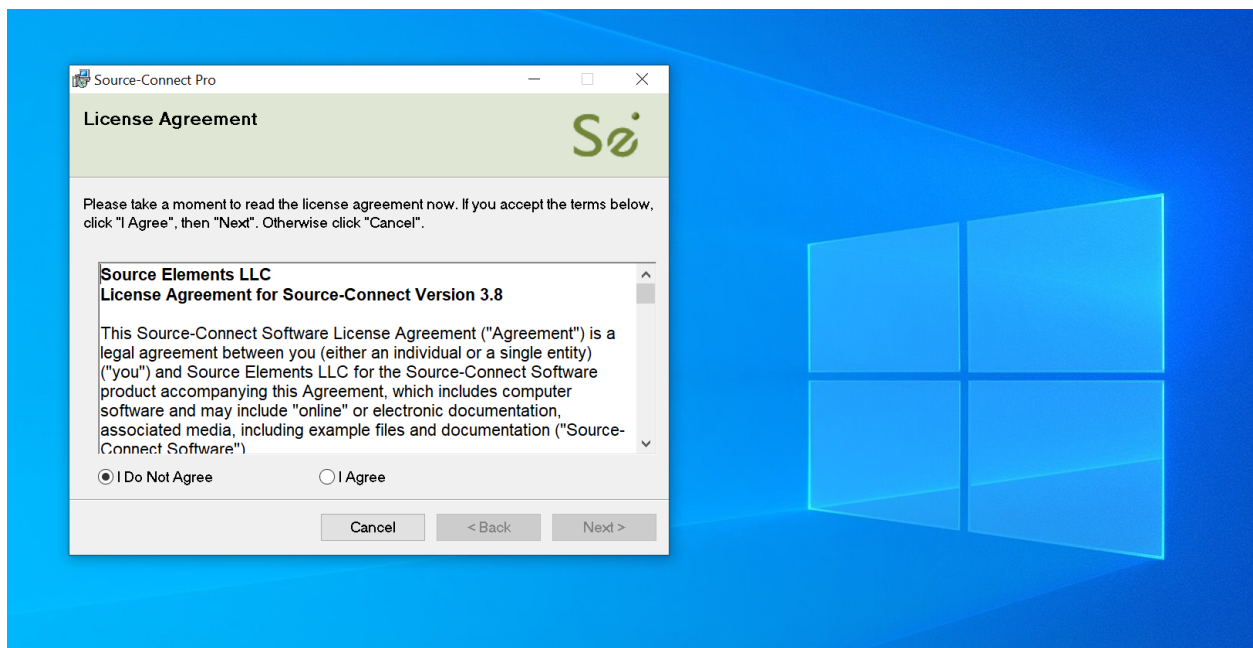 Source-Connect Pro
License Agreement
Se
Please take a moment to read the license agreement now. If you accept the terms below,
click "I Agree", then "Next". Otherwise click "Cancel".
Source Elements LLC
License Agreement for Source-Connect Version 3.8
This Source-Connect Software License Agreement ("Agreement") is a
legal agreement between you (either an individual or a single entity)
("you") and Source Elements LLC for the Source-Connect Software
product accompanying this Agreement, which includes computer
software and may include "online" or electronic documentation,
associated media, including example files and documentation ("Source-
Connect Software")
I Do Not Agree
I Agree
Cancel
< Back
Next >